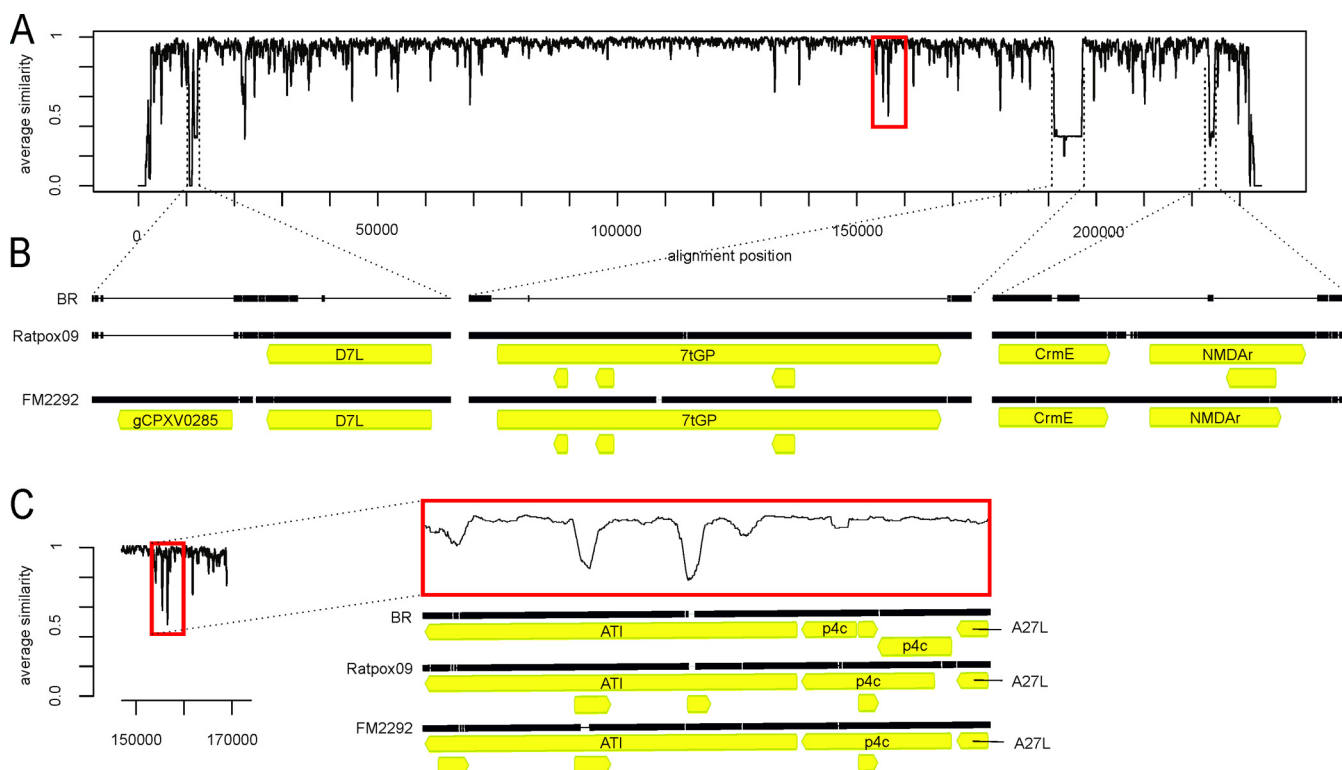 A
average similarity
1
0.5
0.0
0
50000
100000
150000
200000
alignment position
B
BR
Ratpox09
D7L
7tGP
CrmE
NMDAr
FM2292
gCPXV0285
D7L
7tGP
CrmE
NMDAr
C
average similarity
1
0.5
0.0
150000
170000
BR
ATI
p4c
p4c
A27L
Ratpox09
ATI
p4c
A27L
FM2292
ATI
p4c
A27L